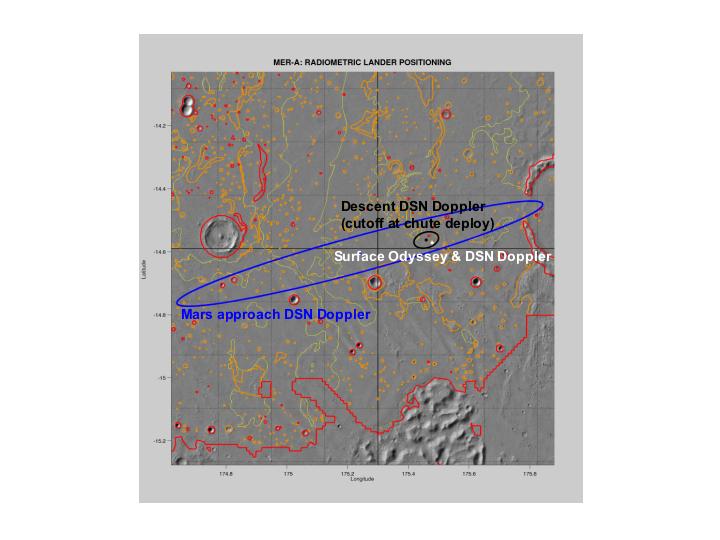 MER-A: RADIOMETRIC LANDER POSITIONING
-14.2
-14.4
Descent DSN Doppler
(cutoff at chute deploy)
-14.6
Surface Odyssey & DSN Doppler
Latitude
-14.8
Mars approach DSN Doppler
-15
-15.2
174.8 175 175.2 175.4 175.6 175.8
Longitude